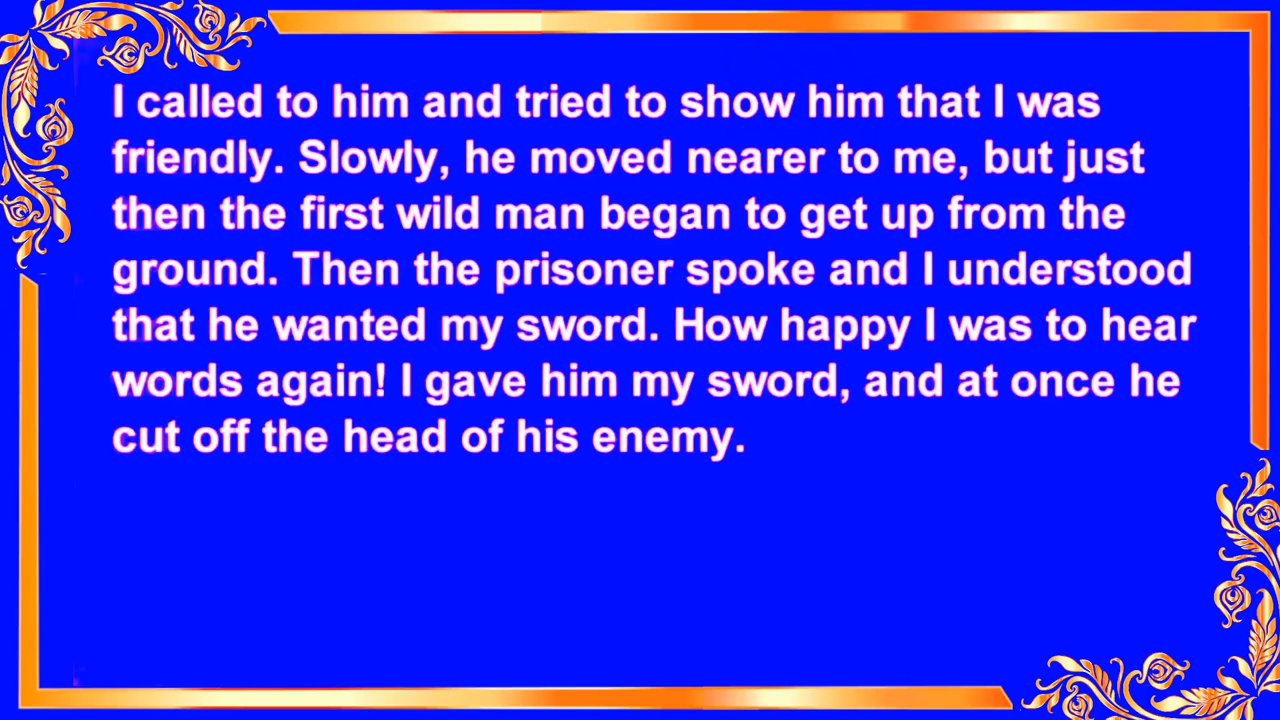 I called to him and tried to show him that I was
friendly. Slowly, he moved nearer to me, but just
then the first wild man began to get up from the
ground. Then the prisoner spoke and I understood
that he wanted my sword. How happy I was to hear
words again! I gave him my sword, and at once he
cut off the head of his enemy.